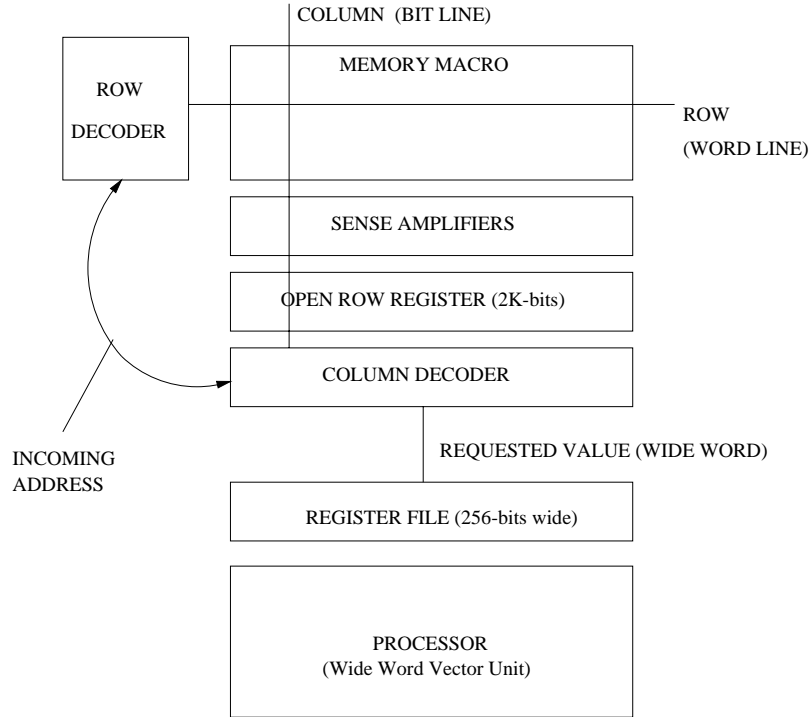 COLUMN (BIT LINE)
MEMORY MACRO
ROW
DECODER
ROW
(WORD LINE)
SENSE AMPLIFIERS
OPEN ROW REGISTER (2K-bits)
COLUMN DECODER
REQUESTED VALUE (WIDE WORD)
INCOMING
ADDRESS
REGISTER FILE (256-bits wide)
PROCESSOR
(Wide Word Vector Unit)